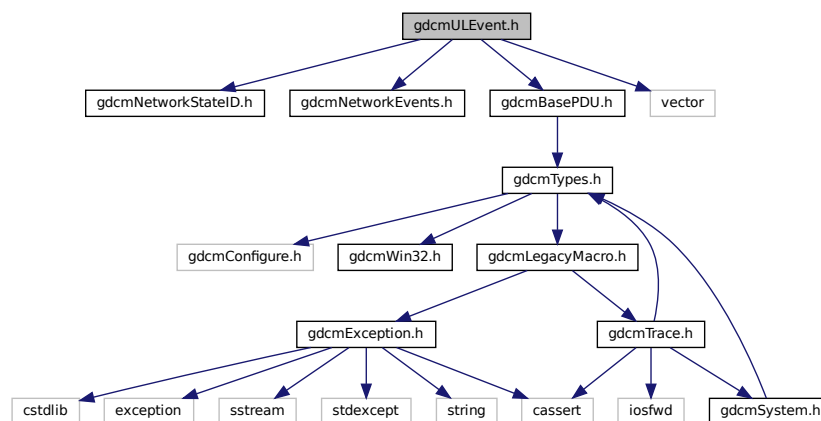 gdcmULEvent.h
gdcmNetworkStateID.h
gdcmNetworkEvents.h
gdcmBasePDU.h
vector
gdcmTypes.h
gdcmConfigure.h
gdcmWin32.h
gdcmLegacyMacro.h
gdcmException.h
gdcmTrace.h
cstdlib
exception
sstream
stdexcept
string
cassert
iosfwd
gdcmSystem.h